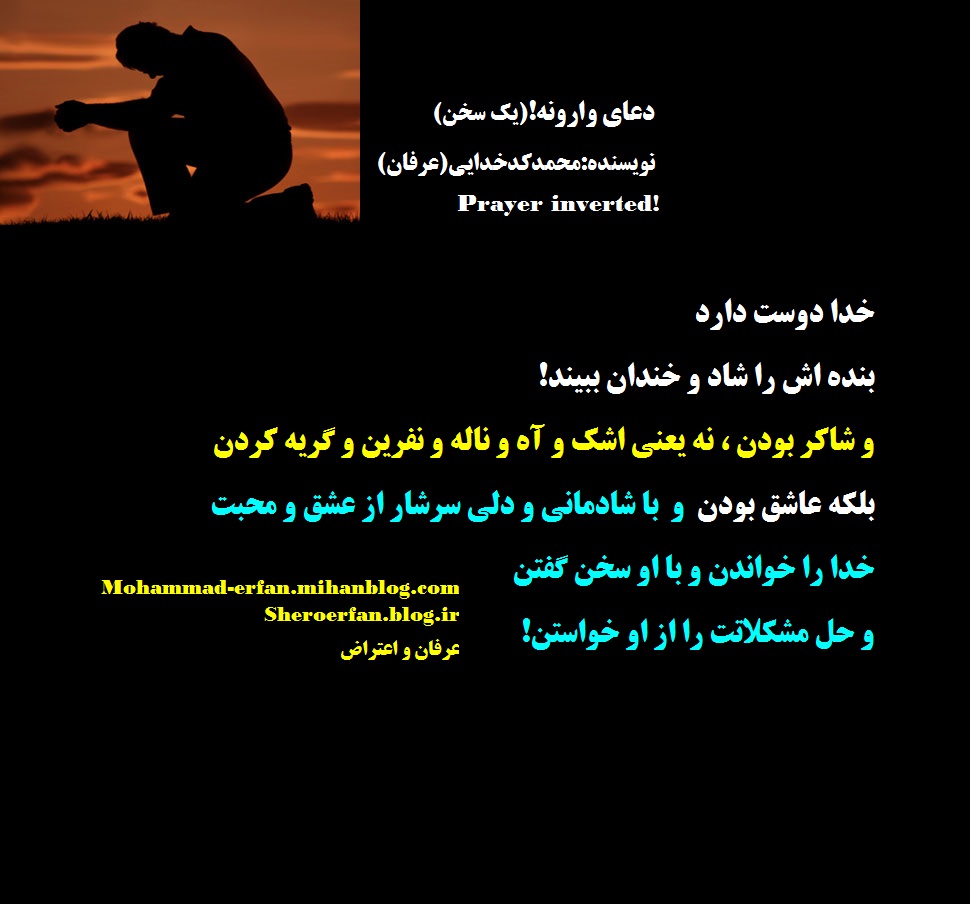 دعای وارونه!(یک سخن)
نویسنده:محمدکدخدایی(عرفان)
Prayer inverted!
خدا دوست دارد
بنده اش را شاد و خندان ببیند!
و شاکر بودن ، نه یعنی اشک و آه و ناله و نفرین و گریه کردن
بلکه عاشق بودن و با شادمانی و دلی سرشار از عشق و محبت
خدا را خواندن و با او سخن گفتن
و حل مشکلاتت را از او خواستن!
Mohammad-erfan.mihanblog.com
Sheroerfan.blog.ir
عرفان و اعتراض